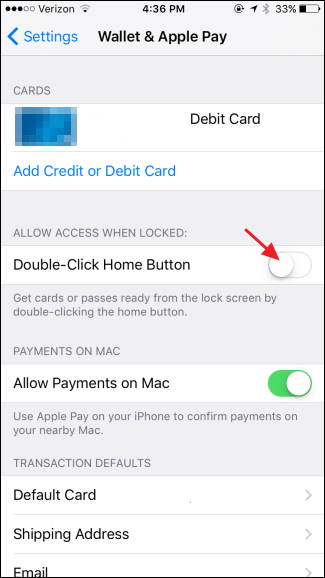 Verizon 4:36 PM 33%
Settings Wallet & Apple Pay
CARDS
Debit Card
Add Credit or Debit Card
ALLOW ACCESS WHEN LOCKED:
Double-Click Home Button
Get cards or passes ready from the lock screen by
double-clicking the home button.
PAYMENTS ON MAC
Allow Payments on Mac
Use Apple Pay on your iPhone to confirm payments on
your nearby Mac.
TRANSACTION DEFAULTS
Default Card
Shipping Address
Email